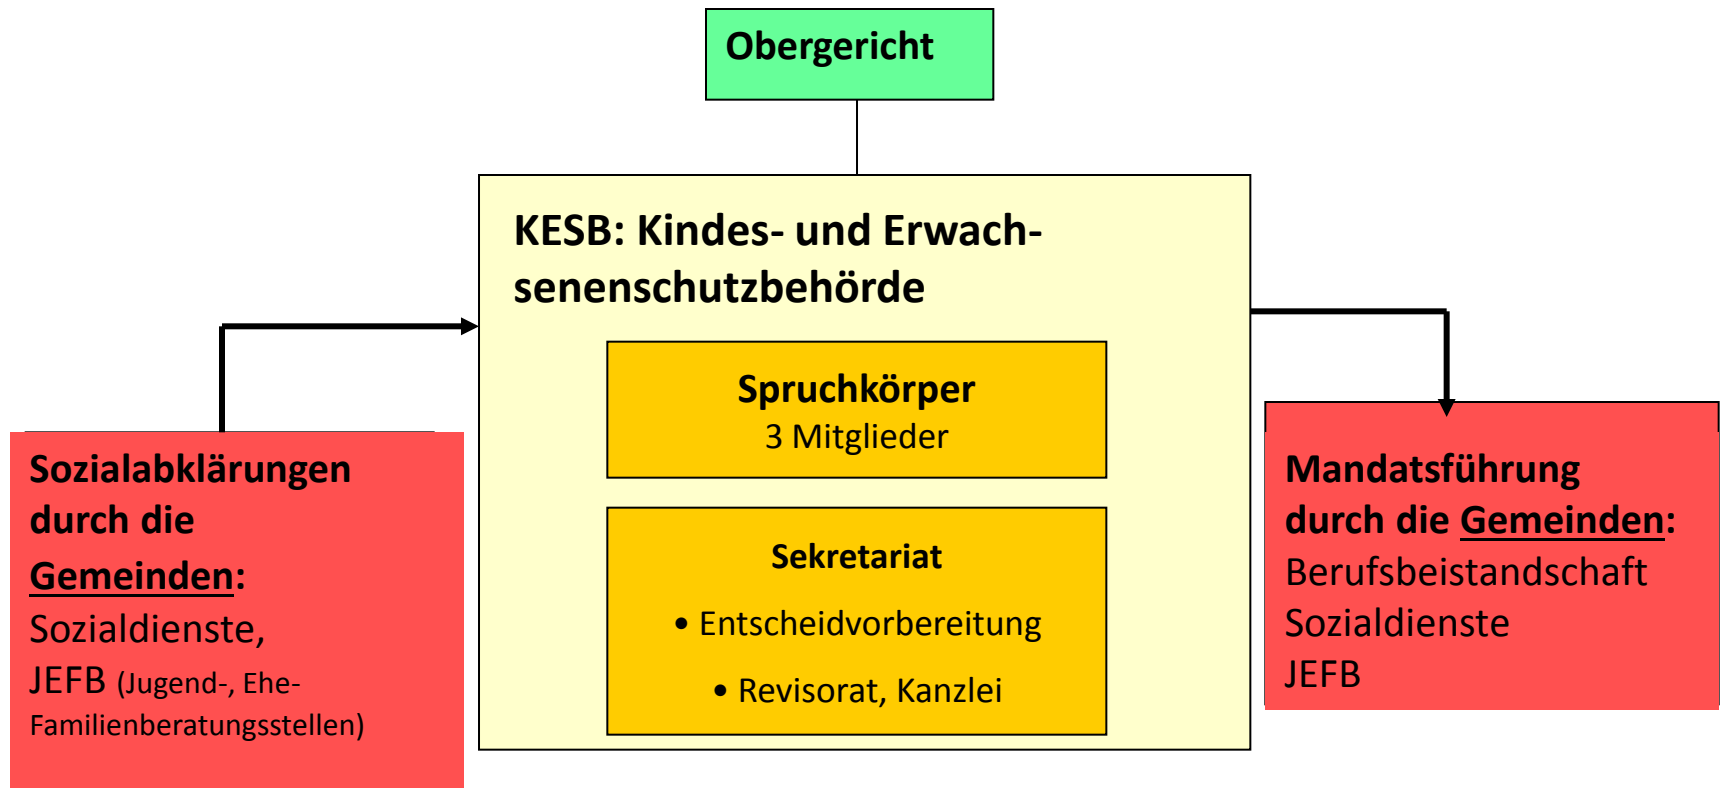 Obergericht
KESB: Kindes- und Erwach-
senenschutzbehörde
Spruchkörper
3 Mitglieder
Sekretariat
• Entscheidvorbereitung
• Revisorat, Kanzlei
Sozialabklärungen
durch die
Gemeinden:
Sozialdienste,
JEFB (Jugend-, Ehe-
Familienberatungsstellen)
Mandatsführung
durch die Gemeinden:
Berufsbeistandschaft
Sozialdienste
JEFB